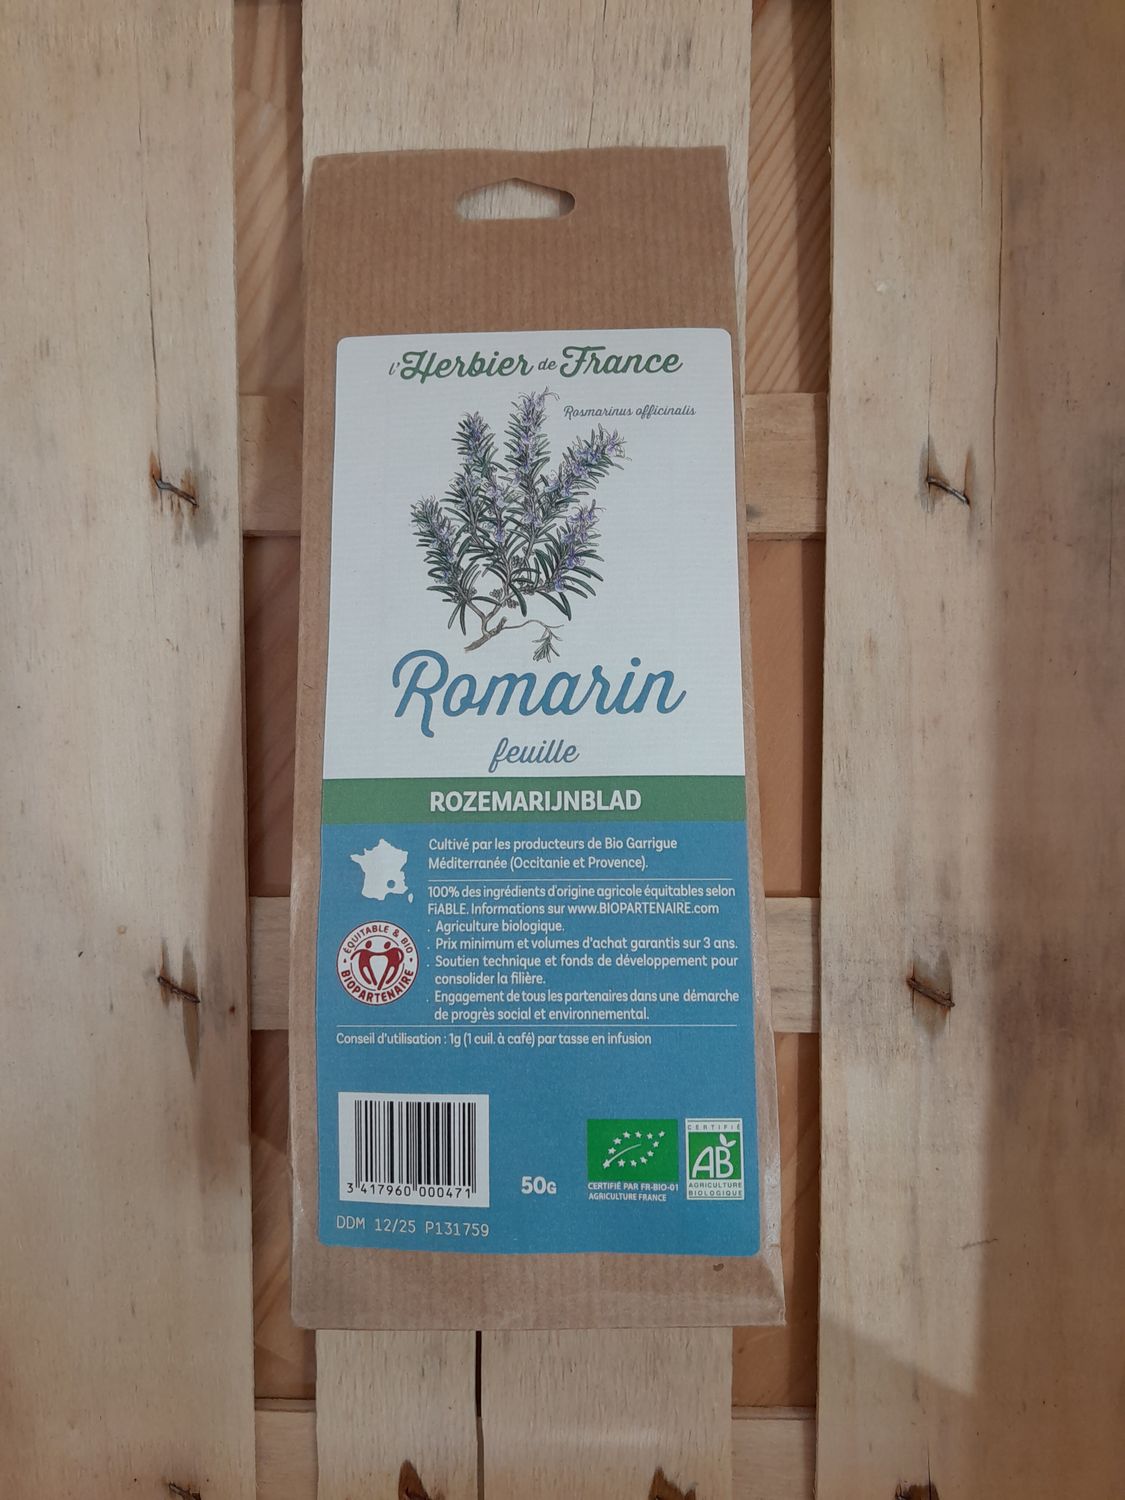 l'Herbier de France
Rosmarinus officinalis
Romarin
feuille
ROZEMARIJNBLAD
Cultivé par les producteurs de Bio Garrigue
Méditerranée (Occitanie et Provence).
100% des ingrédients d'origine agricole équitables selon
FiABLE. Informations sur www.BIOPARTENAIRE.com
. Agriculture biologique.
. Prix minimum et volumes d'achat garantis sur 3 ans.
. Soutien technique et fonds de développement pour
consolider la filière.
. Engagement de tous les partenaires dans une démarche
de progrès social et environnemental.
ÉQUITABLE & BIO
BIOPARTENAIRE
Conseil d'utilisation : 1g (1 cuil. à café) par tasse en infusion
3 417960 000471
50G
CERTIFIÉ PAR FR-BIO-01
AGRICULTURE FRANCE
CERTIFIÉ
AB
AGRICULTURE
BIOLOGIQUE
DDM 12/25 P131759